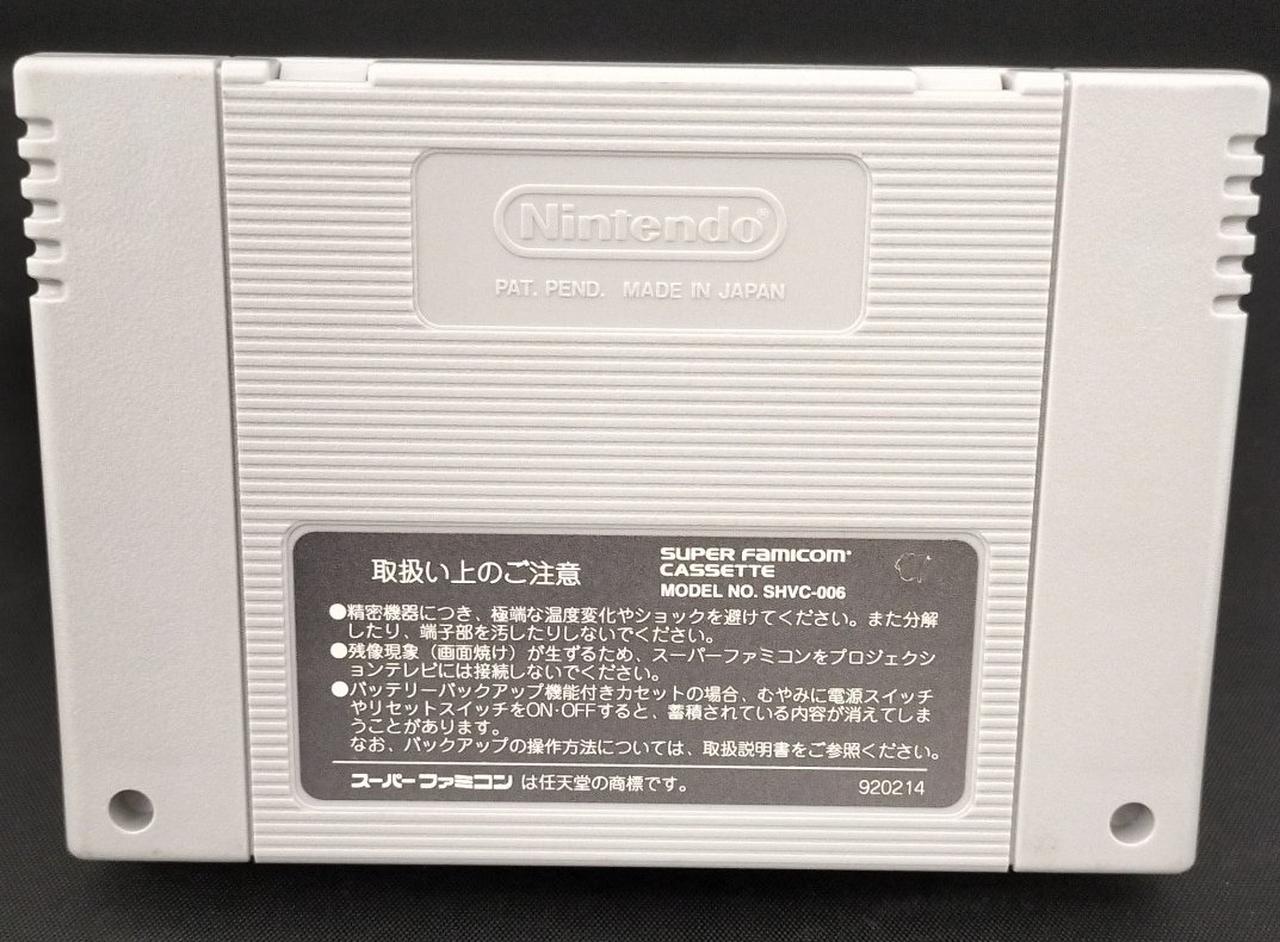 Nintendo®
PAT. PEND. MADE IN JAPAN
取扱い上のご注意
SUPER FAMICOM®
CASSETTE
MODEL NO. SHVC-006
●精密機器につき、極端な温度変化やショックを避けてください。また分解
したり、端子部を汚したりしないでください。
●残像現象（画面焼け）が生ずるため、スーパーファミコンをプロジェクシ
ョンテレビには接続しないでください。
●バッテリーバックアップ機能付きカセットの場合、むやみに電源スイッチ
やリセットスイッチをON·OFFすると、蓄積されている内容が消えてしま
うことがあります。
なお、バックアップの操作方法については、取扱説明書をご参照ください。
スーパーファミコン は任天堂の商標です。
920214